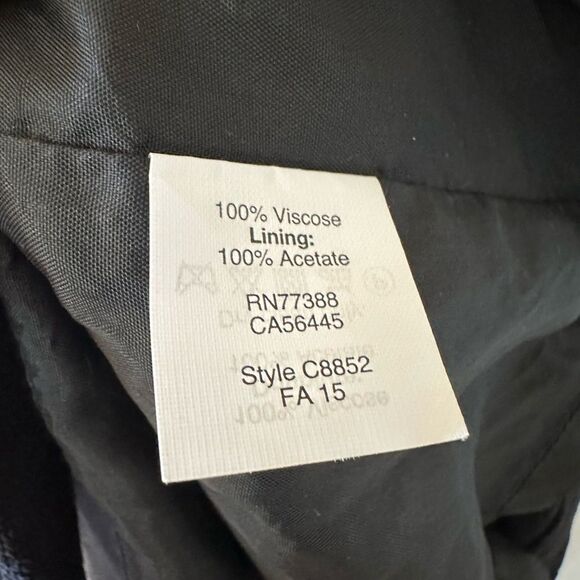 100% Viscose
Lining:
100% Acetate
RN77388
CA56445
Style C8852
FA 15